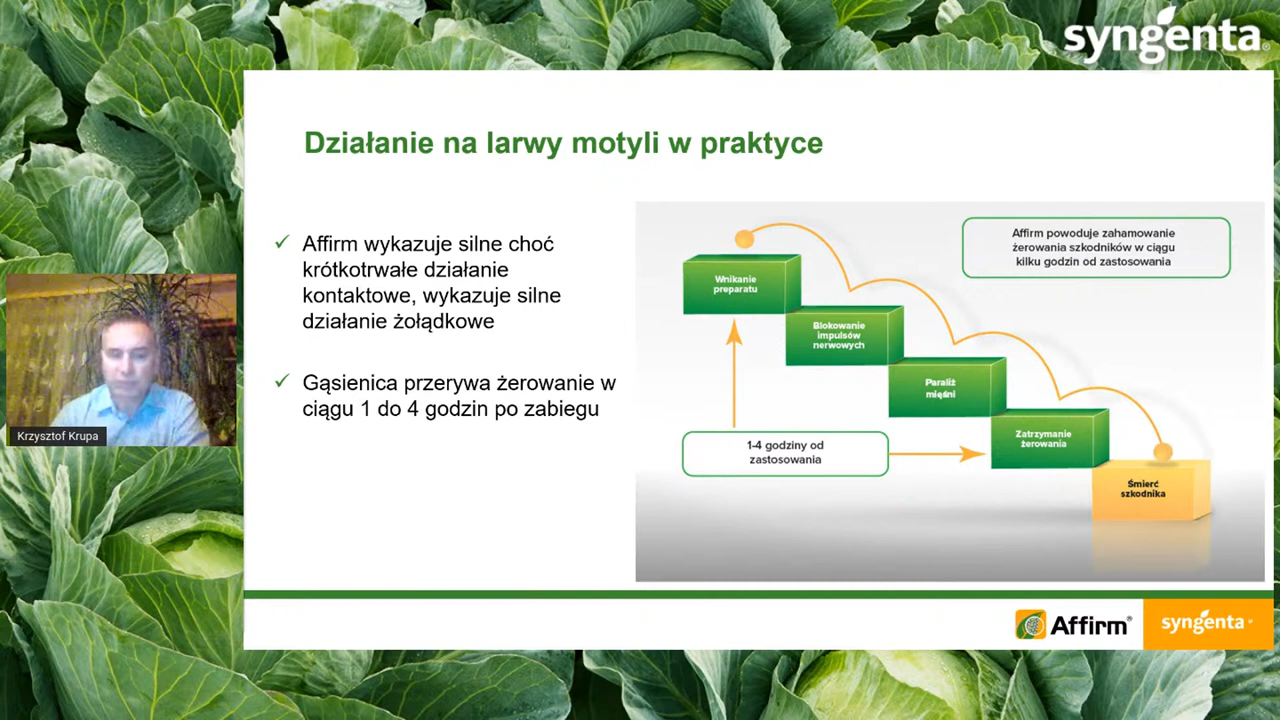 syngenta®
Działanie na larwy motyli w praktyce
✓ Affirm wykazuje silne choć
krótkotrwałe działanie
kontaktowe, wykazuje silne
działanie żołądkowe
✓ Gąsienica przerywa żerowanie w
ciągu 1 do 4 godzin po zabiegu
Affirm powoduje zahamowanie
żerowania szkodników w ciągu
kilku godzin od zastosowania
Wnikanie
preparatu
Blokowanie
impulsów
nerwowych
Paraliż
mięśni
Zatrzymanie
żerowania
Śmierć
szkodnika
1-4 godziny od
zastosowania
Krzysztof Krupa
Affirm®
syngenta